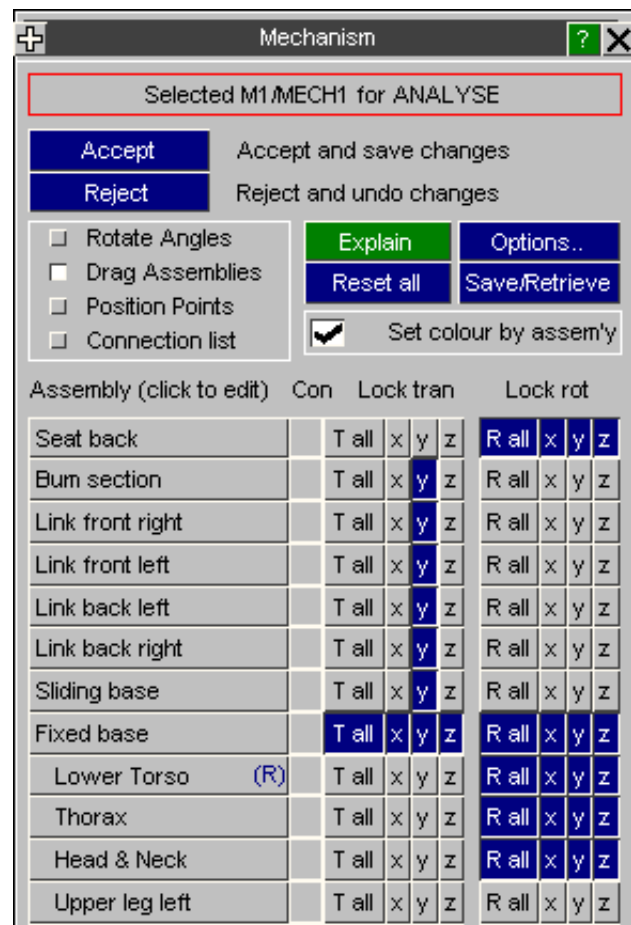 Mechanism ? X
Selected M1/MECH1 for ANALYSE
Accept Accept and save changes
Reject Reject and undo changes
Rotate Angles Explain Options..
Drag Assemblies Reset all Save/Retrieve
Position Points Set colour by assem'y
Connection list
Assembly (click to edit) Con Lock tran Lock rot
Seat back T all x y z R all x y z
Bum section T all x y z R all x y z
Link front right T all x y z R all x y z
Link front left T all x y z R all x y z
Link back left T all x y z R all x y z
Link back right T all x y z R all x y z
Sliding base T all x y z R all x y z
Fixed base T all x y z R all x y z
Lower Torso (R) T all x y z R all x y z
Thorax T all x y z R all x y z
Head & Neck T all x y z R all x y z
Upper leg left T all x y z R all x y z